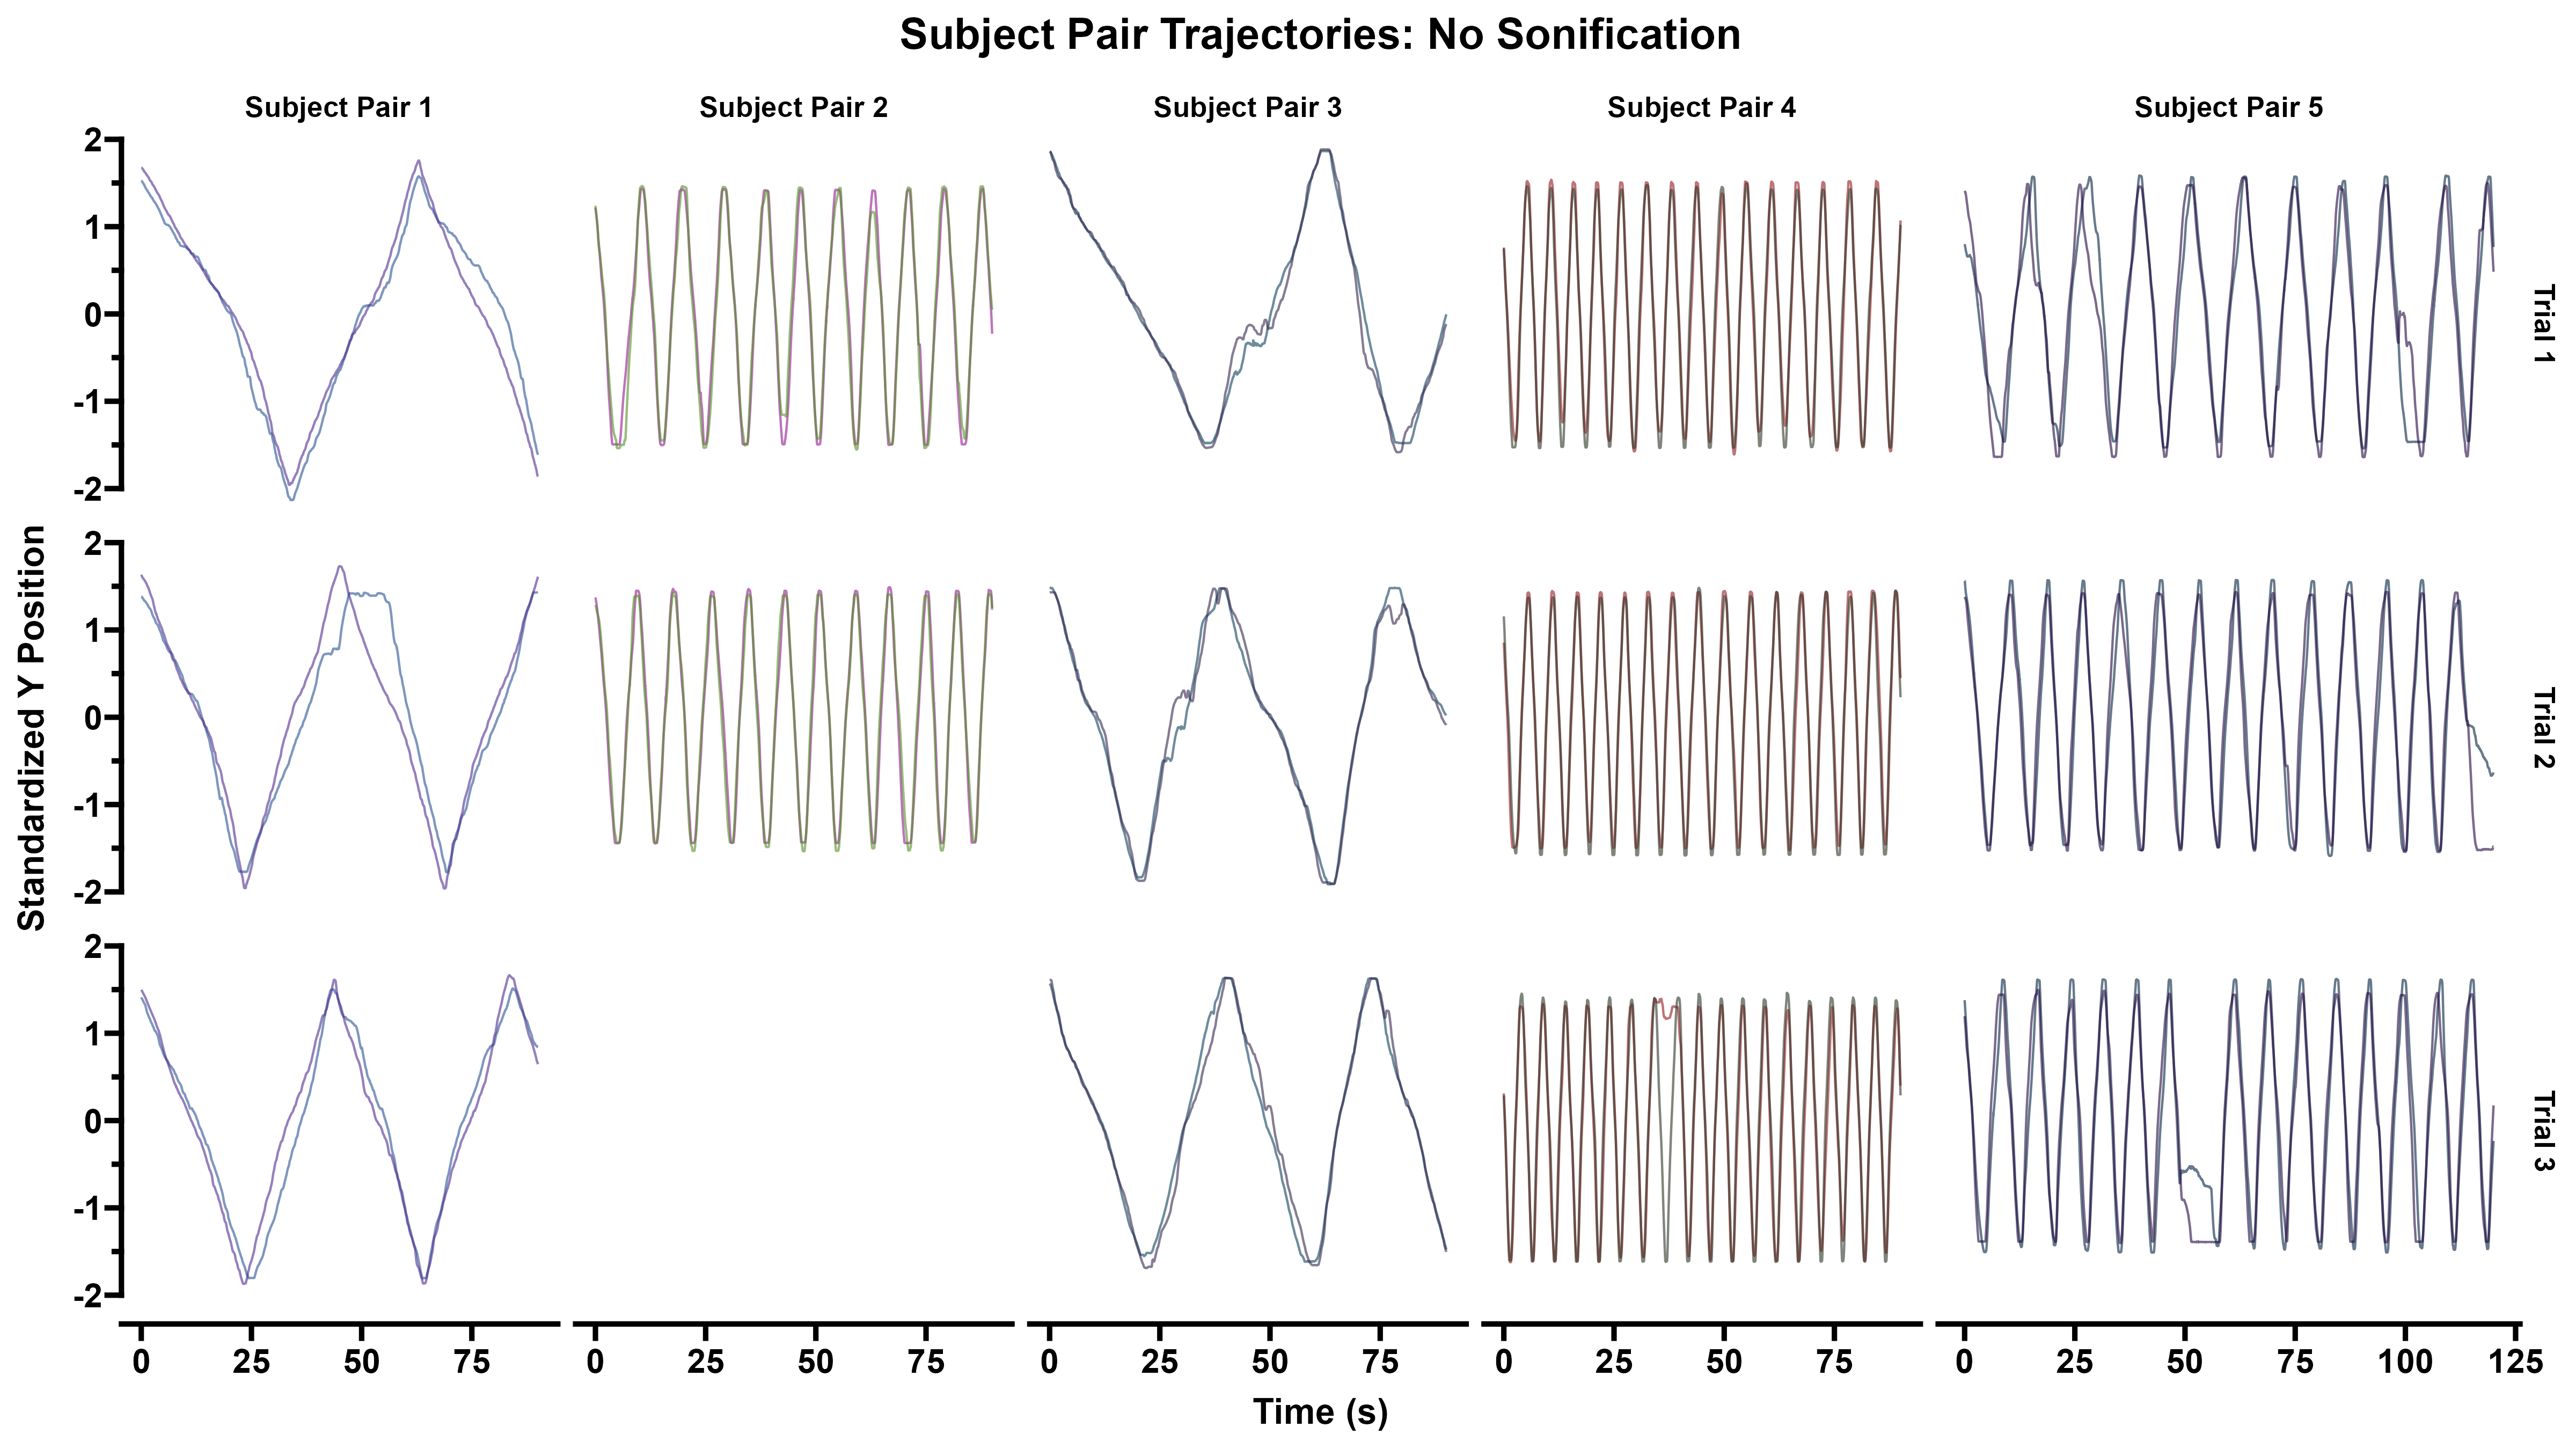 Subject Pair Trajectories: No Sonification
Subject Pair 1 Subject Pair 2 Subject Pair 3 Subject Pair 4 Subject Pair 5
Standardized Y Position
2
1
0
-1
-2
Trial 1
2
1
0
-1
-2
Trial 2
2
1
0
-1
-2
Trial 3
0 25 50 75 0 25 50 75 0 25 50 75 0 25 50 75 0 25 50 75 100 125
Time (s)